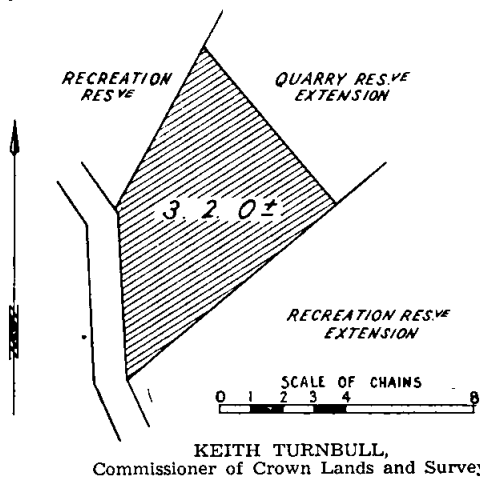 RECREATION
RES.VE
QUARRY RES.VE
EXTENSION
3 2 0±
RECREATION RES.VE
EXTENSION
SCALE OF CHAINS
0 1 2 3 4 8
KEITH TURNBULL,
Commissioner of Crown Lands and Survey